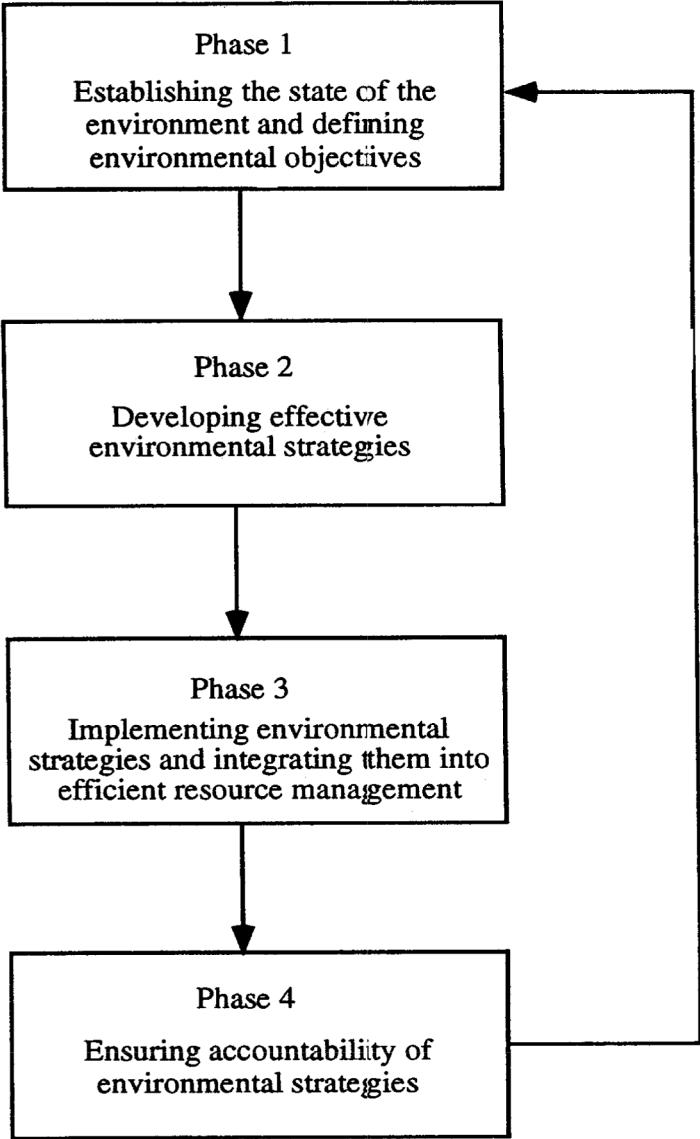 Phase 1
Establishing the state of the
environment and defining
environmental objectives
Phase 2
Developing effective
environmental strategies
Phase 3
Implementing environmental
strategies and integrating them into
efficient resource management
Phase 4
Ensuring accountability of
environmental strategies